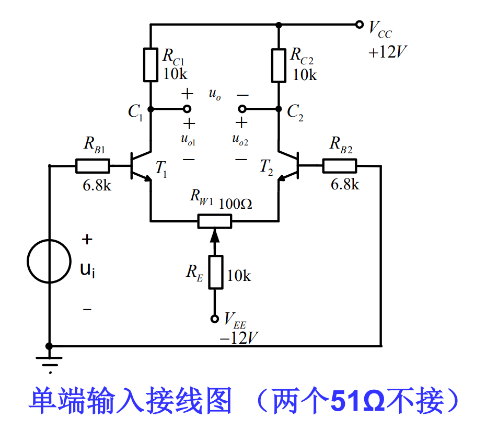 V_CC
+12V
R_C1
10k
R_C2
10k
C_1
+ u_o −
C_2
+
u_o1
−
+
u_o2
−
R_B1
6.8k
T_1
T_2
R_B2
6.8k
R_W1 100Ω
+
u_i
−
R_E 10k
V_EE
−12V
单端输入接线图 （两个51Ω不接）